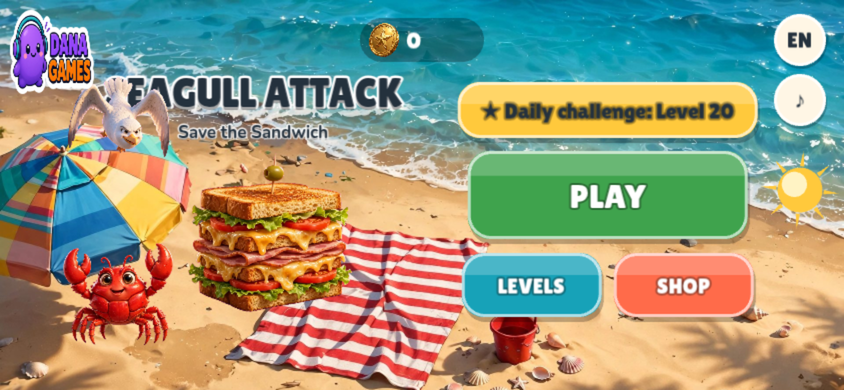 DANA
GAMES
0
EN
EAGULL ATTACK
Save the Sandwich
★ Daily challenge: Level 20
♪
PLAY
LEVELS
SHOP